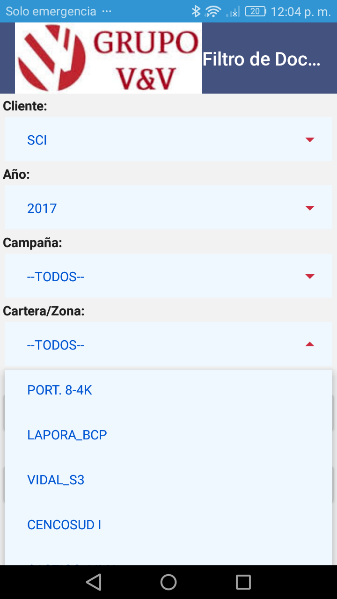 Solo emergencia ··· 20 12:04 p. m.
GRUPO
V&V
Filtro de Doc...
Cliente:
SCI
Año:
2017
Campaña:
--TODOS--
Cartera/Zona:
--TODOS--
PORT. 8-4K
LAPORA_BCP
VIDAL_S3
CENCOSUD I